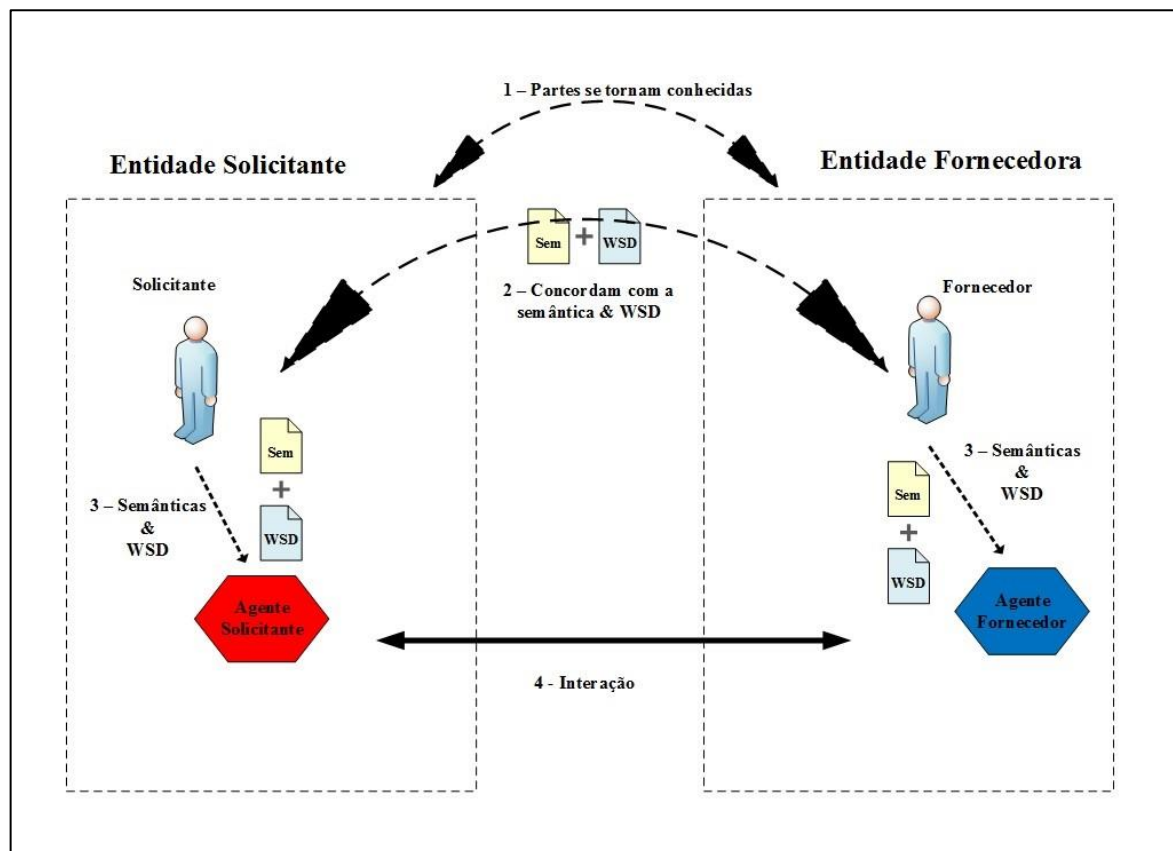 1 – Partes se tornam conhecidas
Entidade Solicitante
Entidade Fornecedora
Sem
+
WSD
2 – Concordam com a
semântica & WSD
Solicitante
Fornecedor
Sem
+
WSD
3 – Semânticas
&
WSD
3 – Semânticas
&
WSD
Sem
+
WSD
Agente
Solicitante
Agente
Fornecedor
4 - Interação